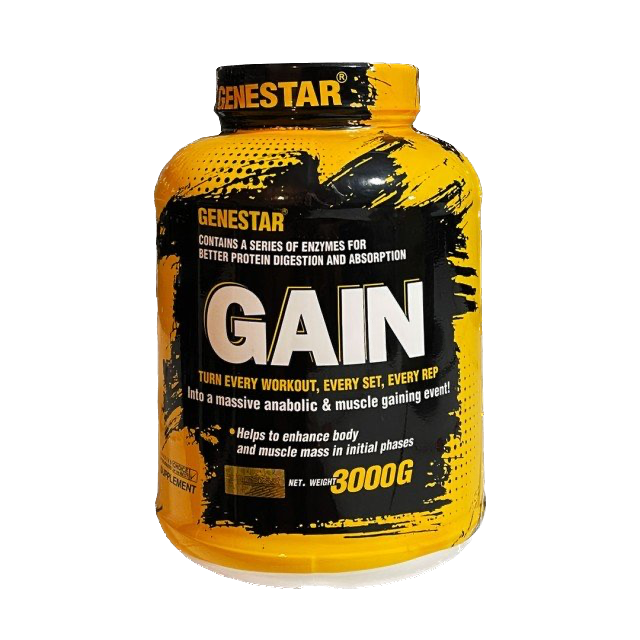 GENESTAR®
GENESTAR®
CONTAINS A SERIES OF ENZYMES FOR
BETTER PROTEIN DIGESTION AND ABSORPTION
GAIN
TURN EVERY WORKOUT, EVERY SET, EVERY REP
Into a massive anabolic & muscle gaining event!
•Helps to enhance body
and muscle mass in initial phases
NET. WEIGHT 3000G